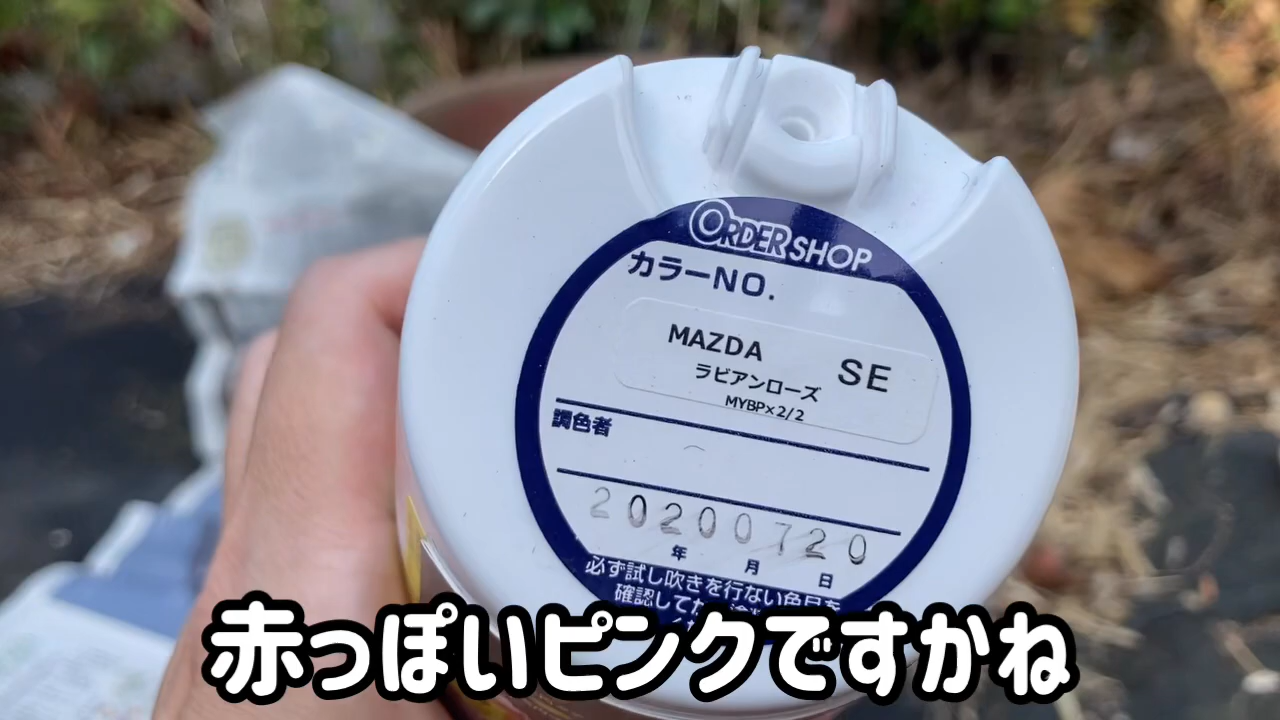 ORDER SHOP
カラーNO.
MAZDA SE
ラビアンローズ
MYBP×2/2
調色者
20200720
年 月 日
必ず試し吹きを行ない色目を
確認して
赤っぽいピンクですかね